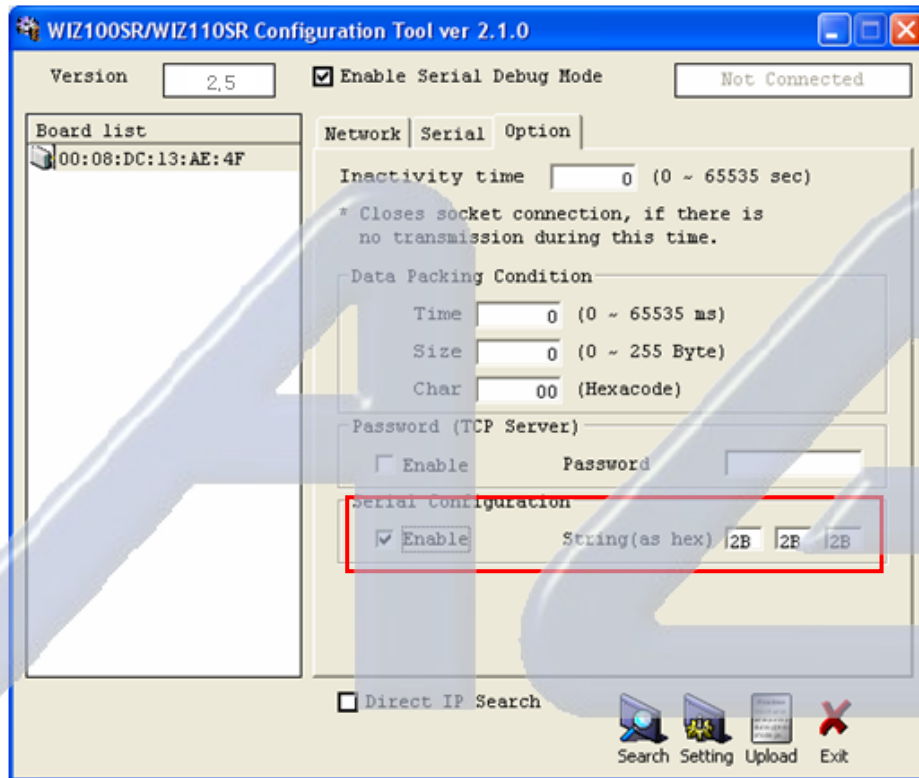 WIZ100SR/WIZ110SR Configuration Tool ver 2.1.0
Version 2,5 Enable Serial Debug Mode Not Connected
Board list
00:08:DC:13:AE:4F
Network Serial Option
Inactivity time 0 (0 ~ 65535 sec)
* Closes socket connection, if there is
no transmission during this time.
Data Packing Condition
Time 0 (0 ~ 65535 ms)
Size 0 (0 ~ 255 Byte)
Char 00 (Hexacode)
Password (TCP Server)
Enable Password
Serial Configuration
Enable String(as hex) 2B 2B 2B
Direct IP Search
Search Setting Upload Exit